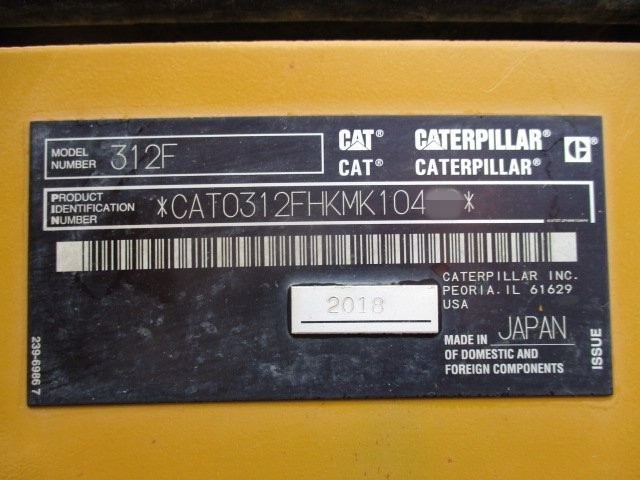 MODEL NUMBER 312F
CAT® CATERPILLAR® C
CAT® CATERPILLAR®
PRODUCT IDENTIFICATION NUMBER *CAT0312FHKMK104 *
CATERPILLAR INC.
PEORIA, IL 61629
USA
2018
MADE IN JAPAN
OF DOMESTIC AND
FOREIGN COMPONENTS
ISSUE
239-6986 7